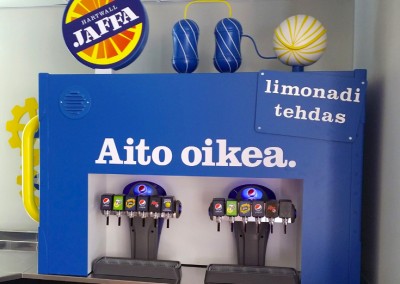 HARTWALL
JAFFA
limonadi
tehdas
Aito oikea.